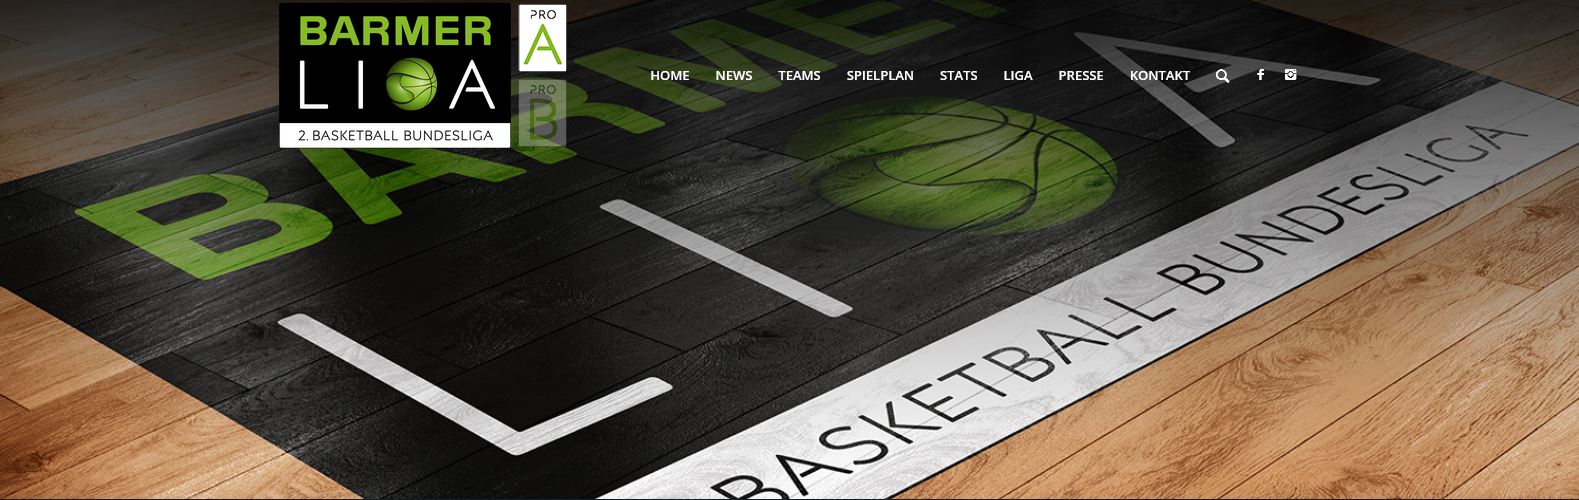 BARMER
LIGA
2. BASKETBALL BUNDESLIGA
PRO
A
PRO
B
HOME NEWS TEAMS SPIELPLAN STATS LIGA PRESSE KONTAKT
BARMER
LIGA
BASKETBALL BUNDESLIGA